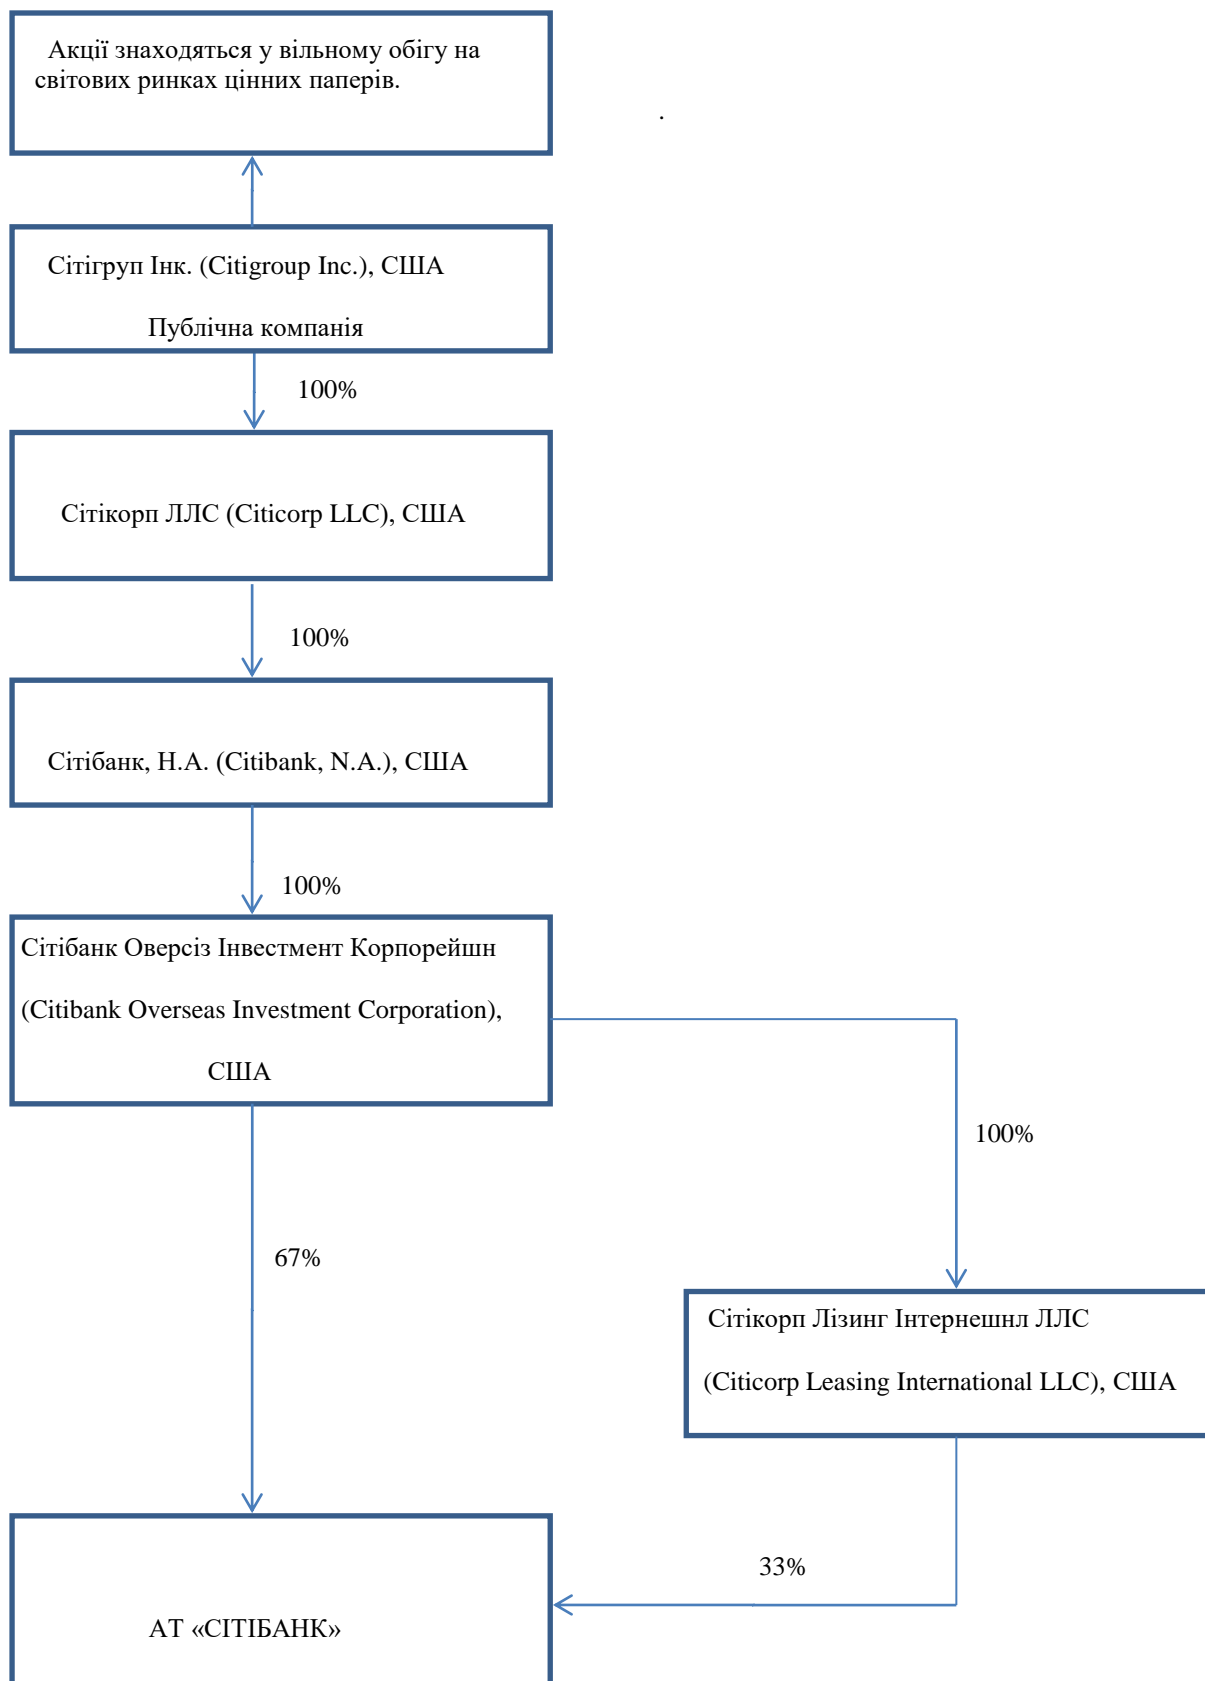 Акції знаходяться у вільному обігу на
світових ринках цінних паперів.
.
Сітігруп Інк. (Citigroup Inc.), США
Публічна компанія
100%
Сітікорп ЛЛС (Citicorp LLC), США
100%
Сітібанк, Н.А. (Citibank, N.A.), США
100%
Сітібанк Оверсіз Інвестмент Корпорейшн
(Citibank Overseas Investment Corporation),
США
100%
67%
Сітікорп Лізинг Інтернешнл ЛЛС
(Citicorp Leasing International LLC), США
33%
АТ «СІТІБАНК»